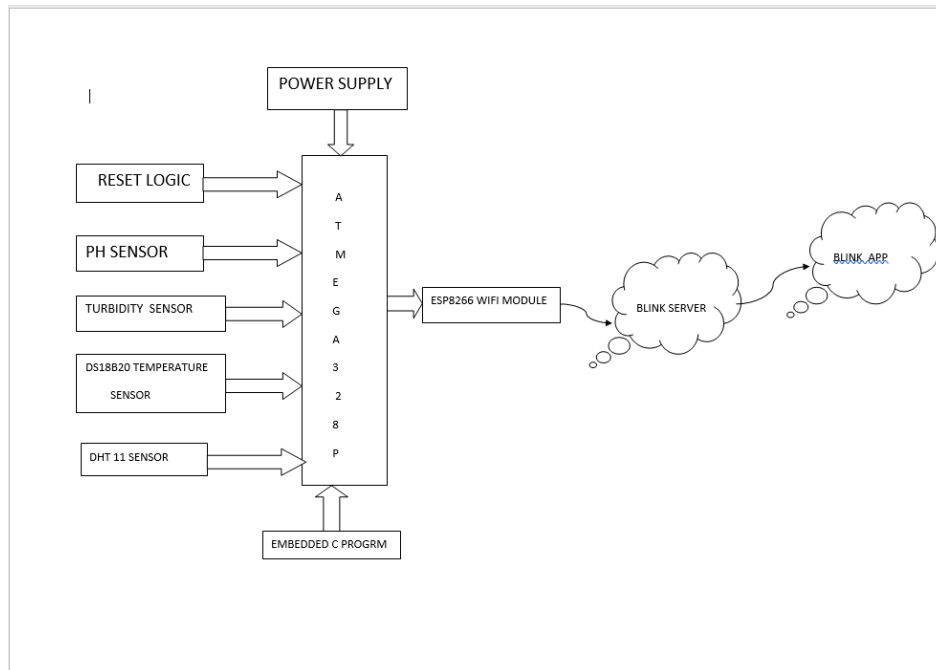 POWER SUPPLY
RESET LOGIC
PH SENSOR
TURBIDITY SENSOR
DS18B20 TEMPERATURE
SENSOR
DHT 11 SENSOR
A
T
M
E
G
A
3
2
8
P
ESP8266 WIFI MODULE
BLINK SERVER
BLINK APP
EMBEDDED C PROGRM